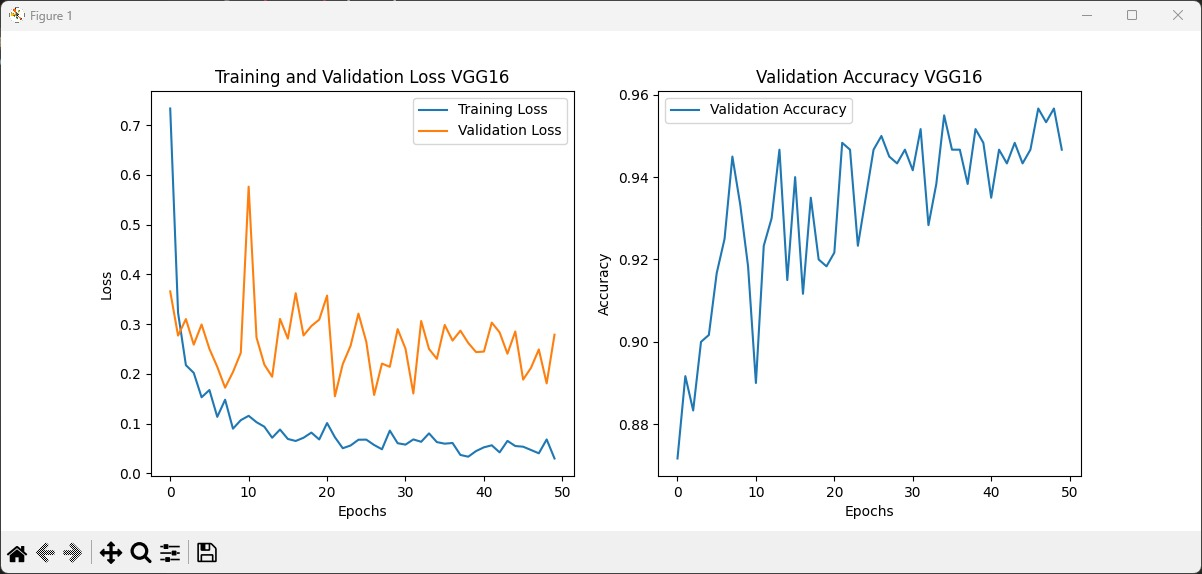 Figure 1
Training and Validation Loss VGG16
Training Loss
Validation Loss
0.7
0.6
0.5
0.4
0.3
0.2
0.1
0.0
Loss
0 10 20 30 40 50
Epochs
Validation Accuracy VGG16
Validation Accuracy
0.96
0.94
0.92
0.90
0.88
Accuracy
0 10 20 30 40 50
Epochs